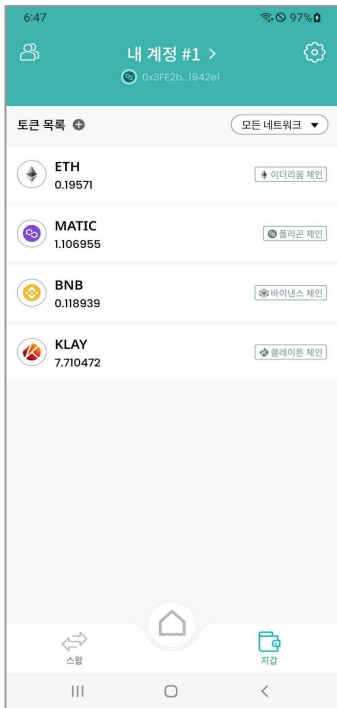 6:47
97%
내 계정 #1 >
0x3FE2b...1942e1
토큰 목록
모든 네트워크
ETH
0.19571
이더리움 체인
MATIC
1.106955
폴리곤 체인
BNB
0.118939
바이낸스 체인
KLAY
7.710472
클레이튼 체인
스왑
지갑